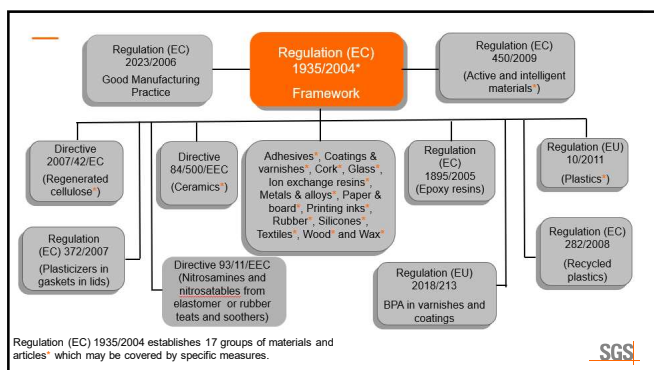 Regulation (EC)
2023/2006
Good Manufacturing
Practice
Regulation (EC)
1935/2004*
Framework
Regulation (EC)
450/2009
(Active and intelligent
materials*)
Directive
2007/42/EC
(Regenerated
cellulose*)
Directive
84/500/EEC
(Ceramics*)
Adhesives*, Coatings &
varnishes*, Cork*, Glass*,
Ion exchange resins*,
Metals & alloys*, Paper &
board*, Printing inks*,
Rubber*, Silicones*,
Textiles*, Wood* and Wax*
Regulation
(EC)
1895/2005
(Epoxy resins)
Regulation (EU)
10/2011
(Plastics*)
Regulation
(EC) 372/2007
(Plasticizers in
gaskets in lids)
Directive 93/11/EEC
(Nitrosamines and
nitrosatables from
elastomer or rubber
teats and soothers)
Regulation (EU)
2018/213
BPA in varnishes and
coatings
Regulation (EC)
282/2008
(Recycled
plastics)
Regulation (EC) 1935/2004 establishes 17 groups of materials and
articles* which may be covered by specific measures.
SGS